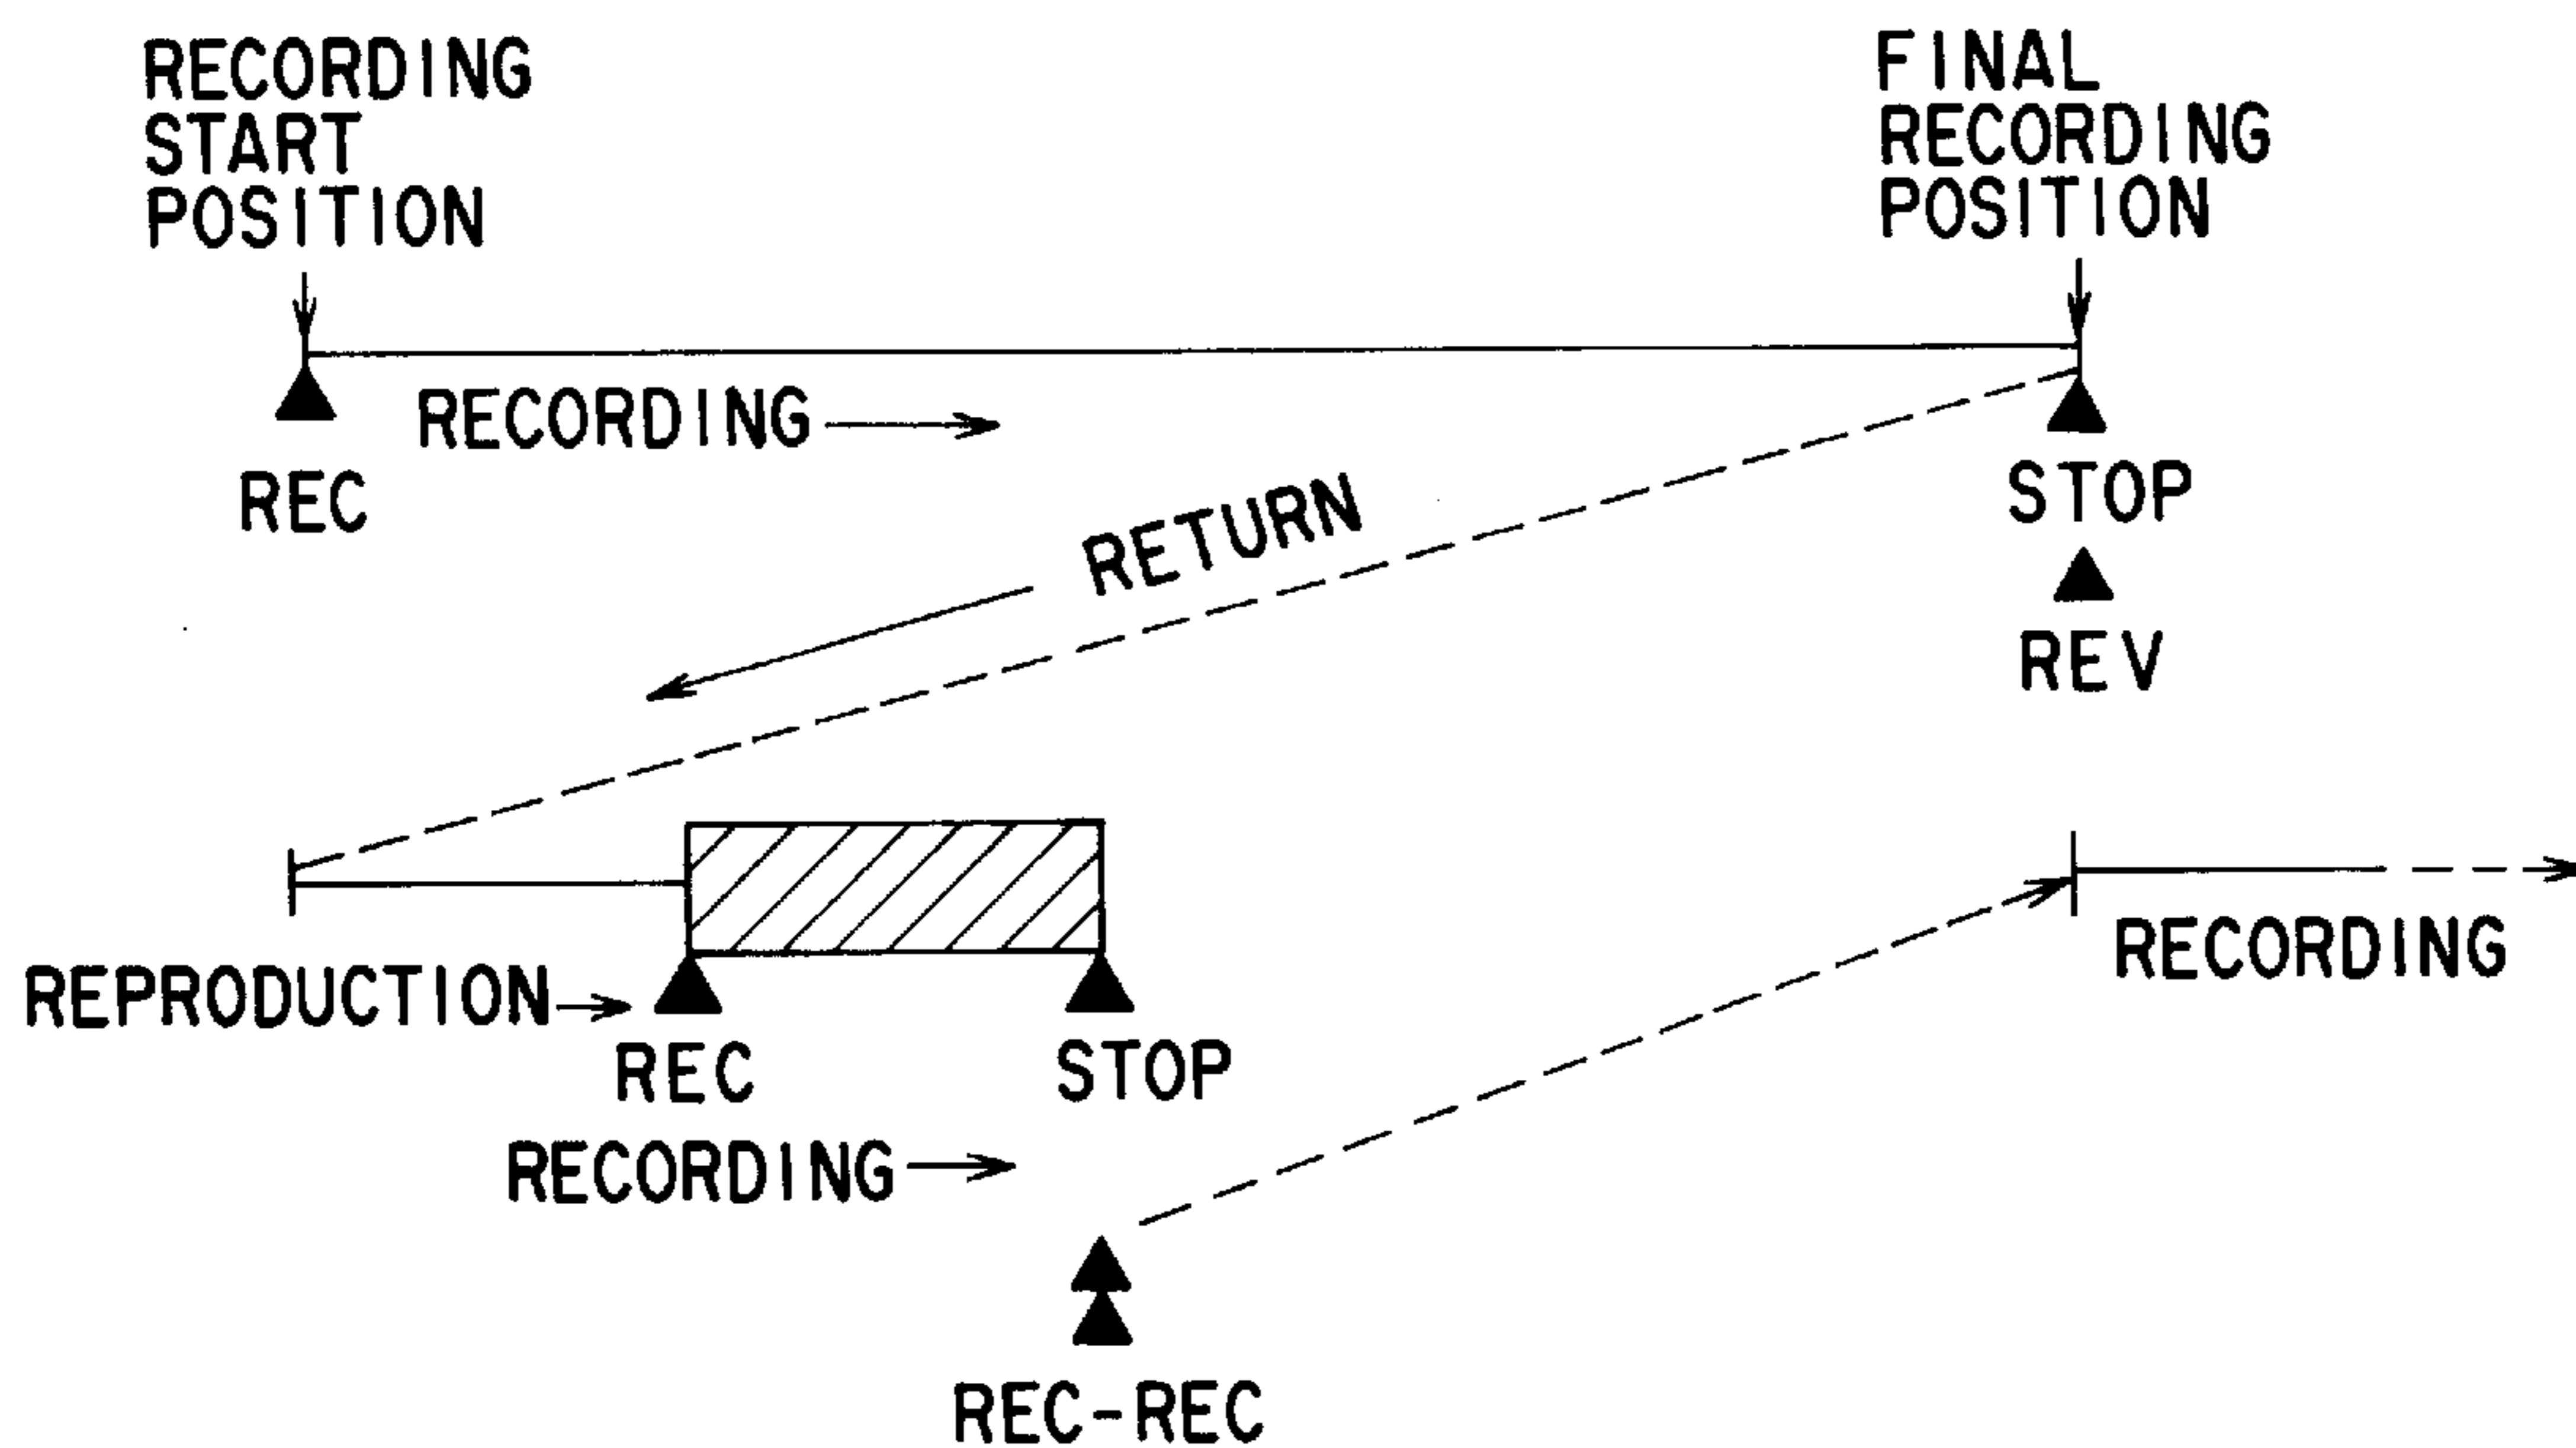 RECORDING
START
POSITION
FINAL
RECORDING
POSITION
RECORDING
REC
STOP
RETURN
REV
REPRODUCTION
REC
STOP
RECORDING
RECORDING
REC-REC